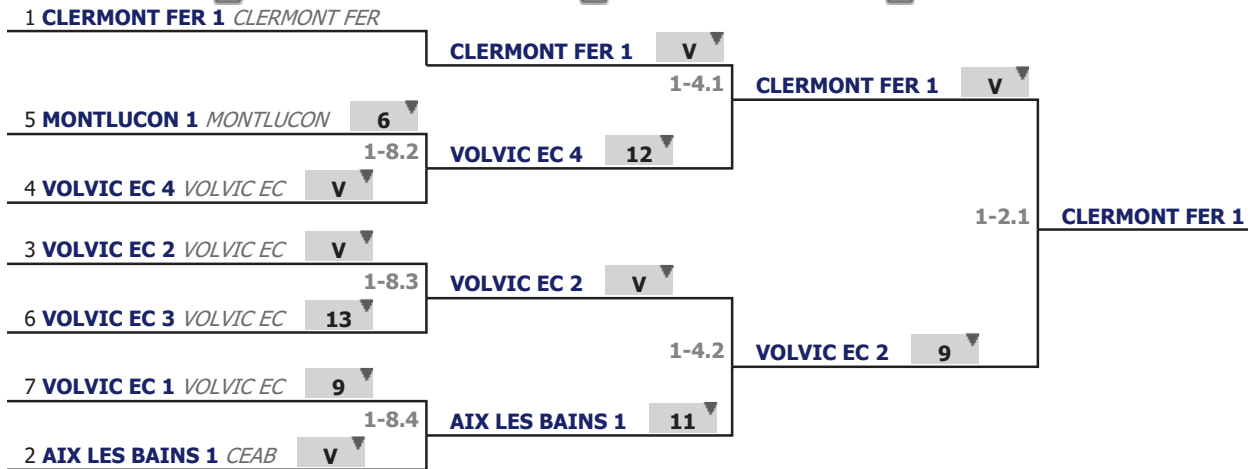 1 CLERMONT FER 1 CLERMONT FER
CLERMONT FER 1 V
1-4.1
CLERMONT FER 1 V
5 MONTLUCON 1 MONTLUCON 6
1-8.2
VOLVIC EC 4 12
4 VOLVIC EC 4 VOLVIC EC V
1-2.1
CLERMONT FER 1
3 VOLVIC EC 2 VOLVIC EC V
1-8.3
VOLVIC EC 2 V
6 VOLVIC EC 3 VOLVIC EC 13
1-4.2
VOLVIC EC 2 9
7 VOLVIC EC 1 VOLVIC EC 9
1-8.4
AIX LES BAINS 1 11
2 AIX LES BAINS 1 CEAB V